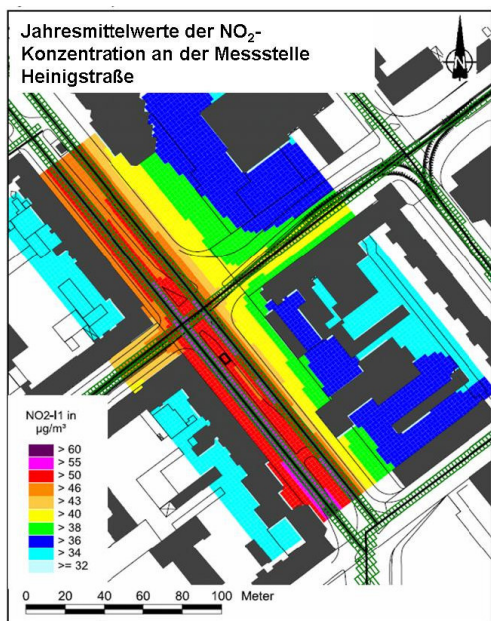 Jahresmittelwerte der NO₂-
Konzentration an der Messstelle
Heinigstraße
N
NO2-I1 in
µg/m³
> 60
> 55
> 50
> 46
> 43
> 40
> 38
> 36
> 34
>= 32
0 20 40 60 80 100 Meter